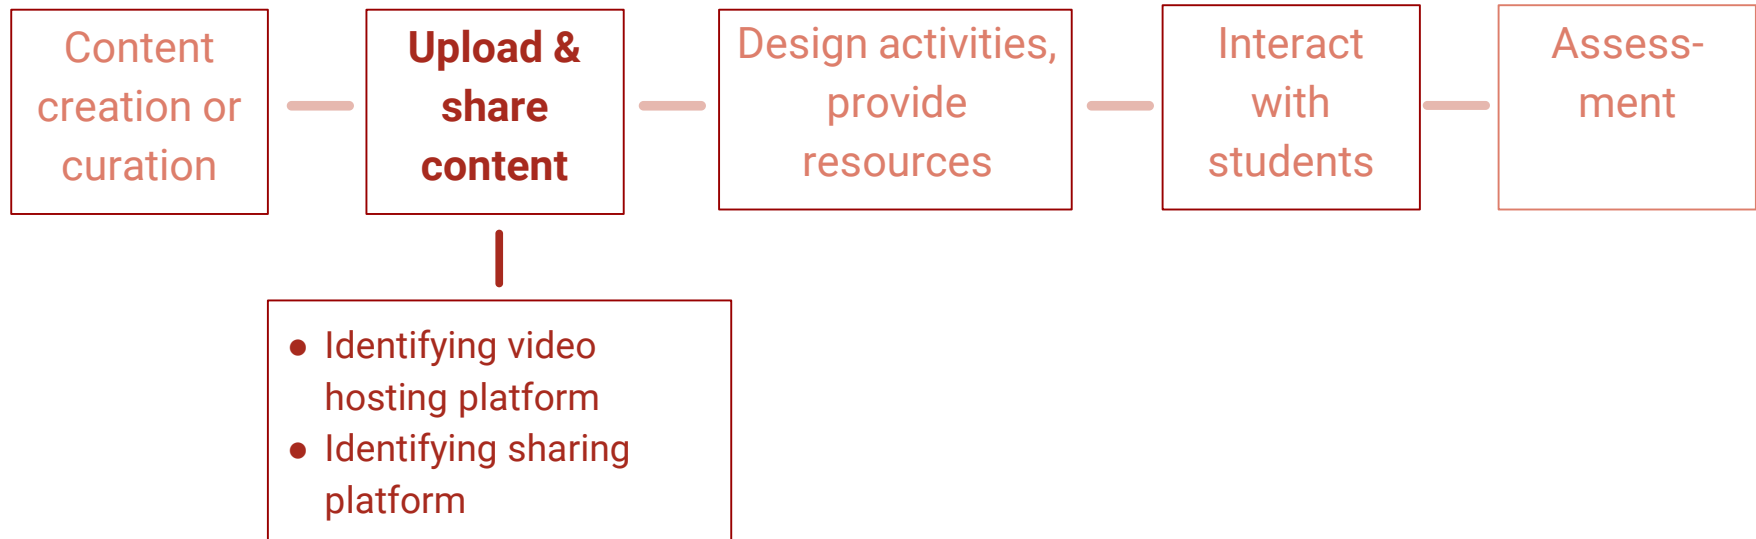 Content
creation or
curation
Upload &
share
content
Design activities,
provide
resources
Interact
with
students
Assess-
ment
● Identifying video
hosting platform
● Identifying sharing
platform